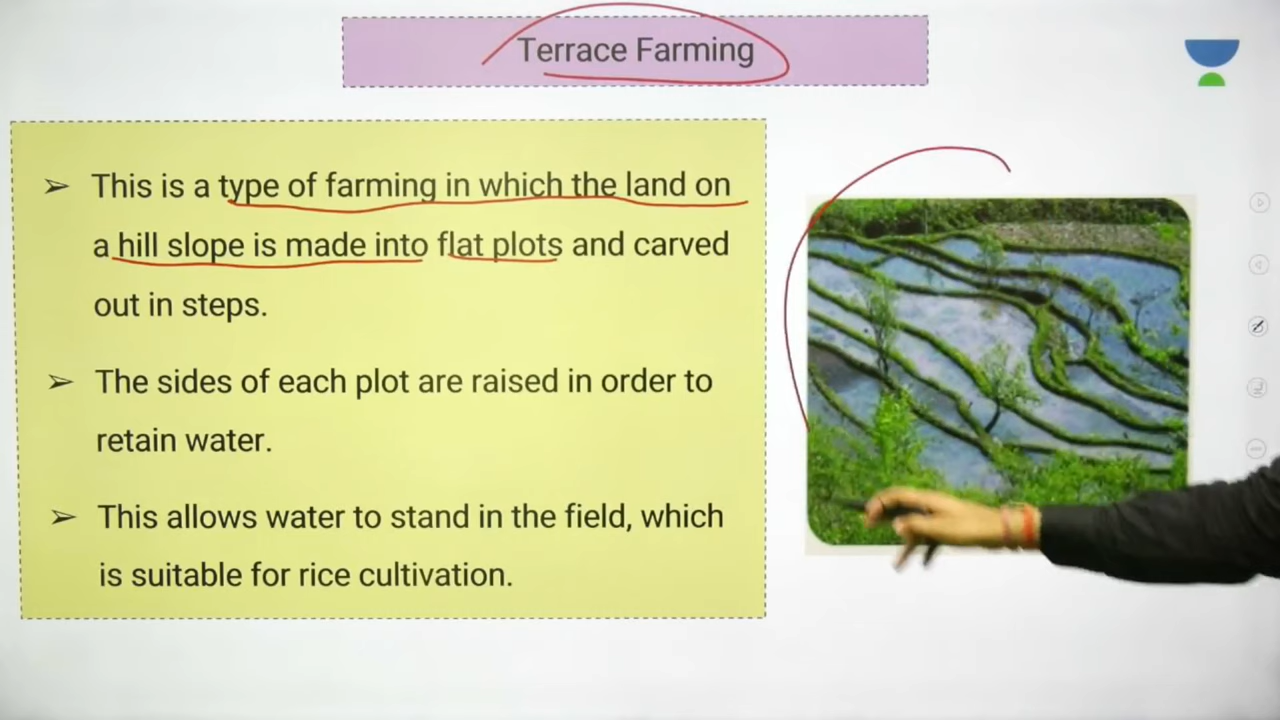 Terrace Farming
➢ This is a type of farming in which the land on
a hill slope is made into flat plots and carved
out in steps.
➢ The sides of each plot are raised in order to
retain water.
➢ This allows water to stand in the field, which
is suitable for rice cultivation.